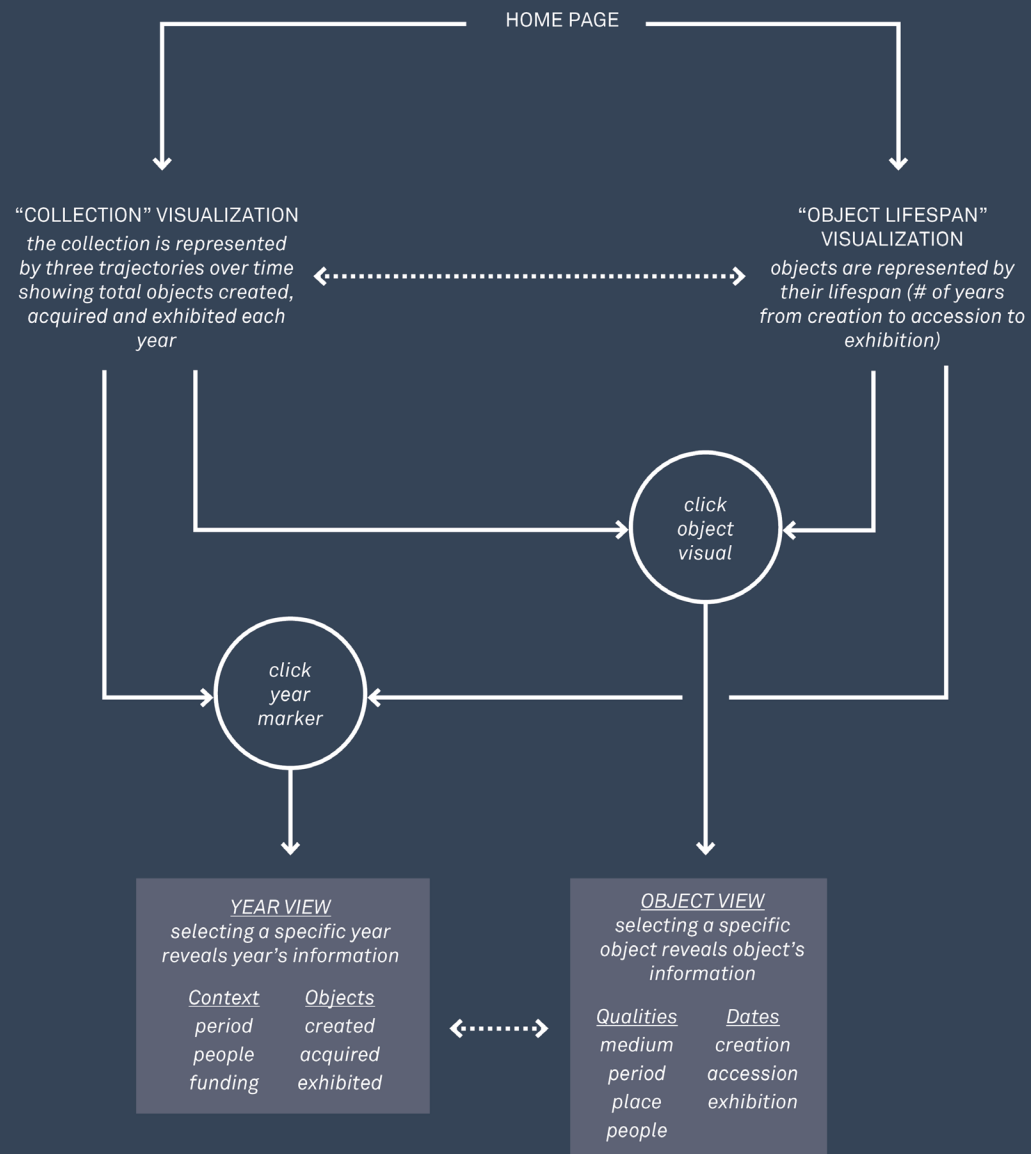 HOME PAGE
“COLLECTION” VISUALIZATION
the collection is represented
by three trajectories over time
showing total objects created,
acquired and exhibited each
year
“OBJECT LIFESPAN”
VISUALIZATION
objects are represented by
their lifespan (# of years
from creation to accession to
exhibition)
click
object
visual
click
year
marker
YEAR VIEW
selecting a specific year
reveals year’s information
Context
period
people
funding
Objects
created
acquired
exhibited
OBJECT VIEW
selecting a specific
object reveals object’s
information
Qualities
medium
period
place
people
Dates
creation
accession
exhibition